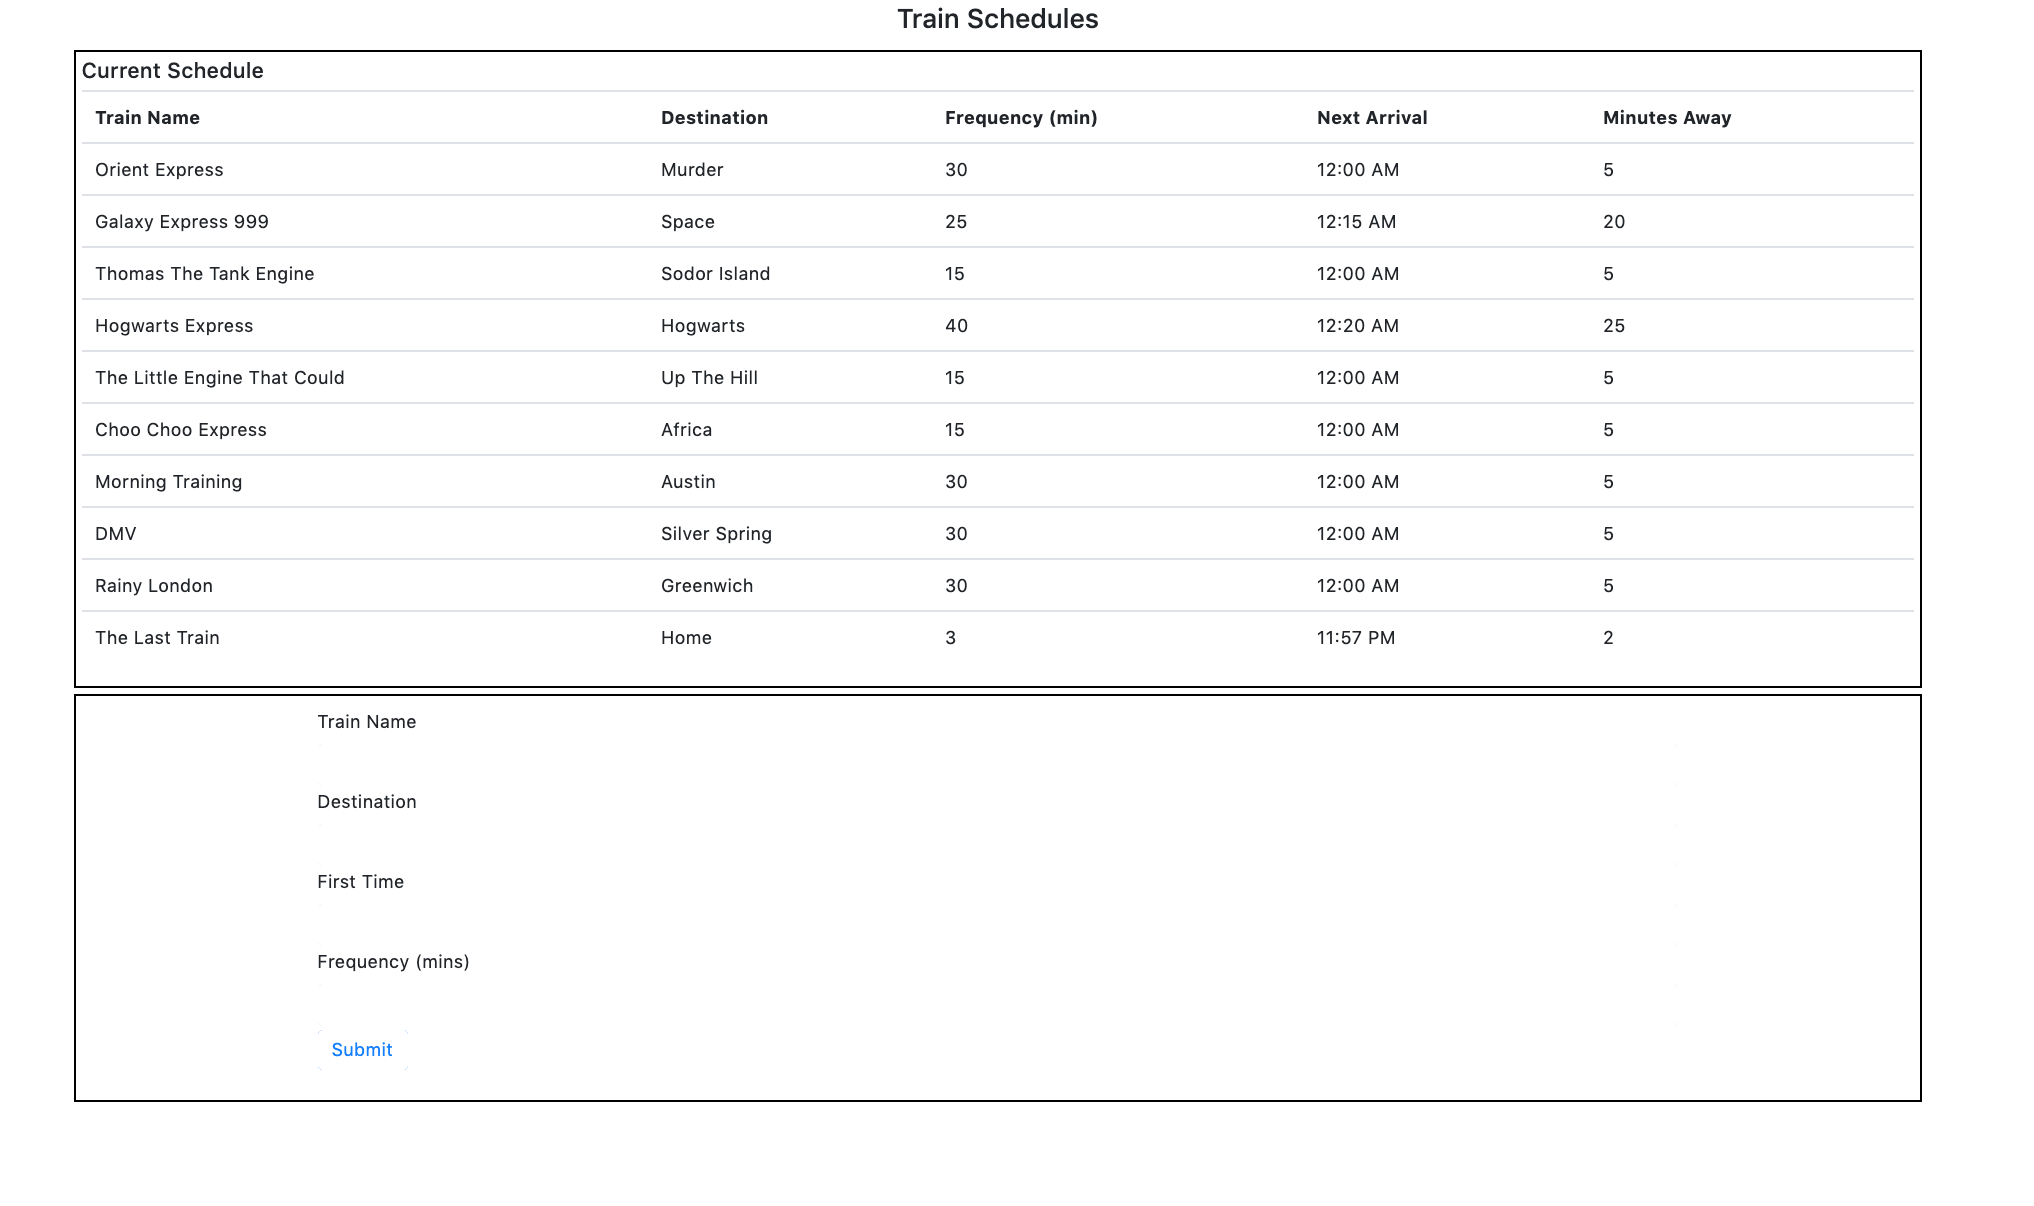 Train Schedules
Current Schedule
Train Name Destination Frequency (min) Next Arrival Minutes Away
Orient Express Murder 30 12:00 AM 5
Galaxy Express 999 Space 25 12:15 AM 20
Thomas The Tank Engine Sodor Island 15 12:00 AM 5
Hogwarts Express Hogwarts 40 12:20 AM 25
The Little Engine That Could Up The Hill 15 12:00 AM 5
Choo Choo Express Africa 15 12:00 AM 5
Morning Training Austin 30 12:00 AM 5
DMV Silver Spring 30 12:00 AM 5
Rainy London Greenwich 30 12:00 AM 5
The Last Train Home 3 11:57 PM 2
Train Name
Destination
First Time
Frequency (mins)
Submit